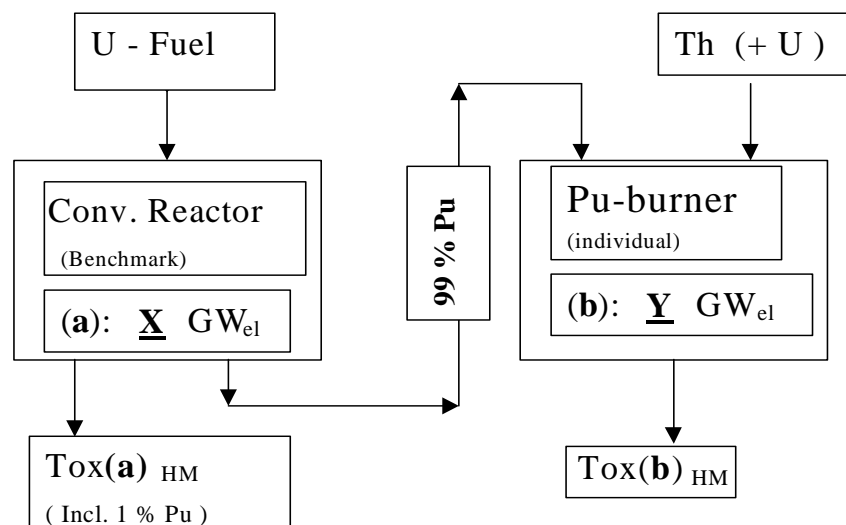 U - Fuel
Th (+ U )
Conv. Reactor
(Benchmark)
(a): X GWel
99 % Pu
Pu-burner
(individual)
(b): Y GWel
Tox(a) HM
( Incl. 1 % Pu )
Tox(b) HM